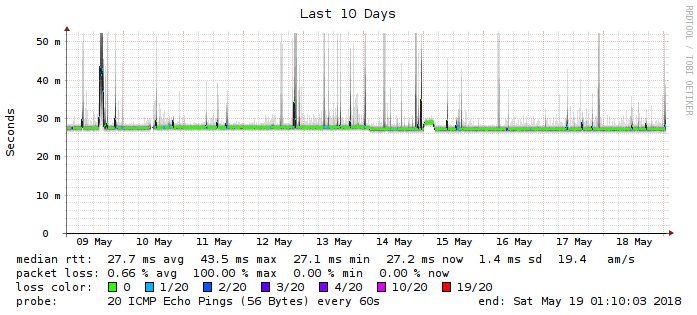 Last 10 Days
RRDTOOL / TOBI OETIKER
Seconds
50 m
40 m
30 m
20 m
10 m
0
09 May 10 May 11 May 12 May 13 May 14 May 15 May 16 May 17 May 18 May
median rtt: 27.7 ms avg 43.5 ms max 27.1 ms min 27.2 ms now 1.4 ms sd 19.4 am/s
packet loss: 0.66 % avg 100.00 % max 0.00 % min 0.00 % now
loss color: 0 1/20 2/20 3/20 4/20 10/20 19/20
probe: 20 ICMP Echo Pings (56 Bytes) every 60s end: Sat May 19 01:10:03 2018